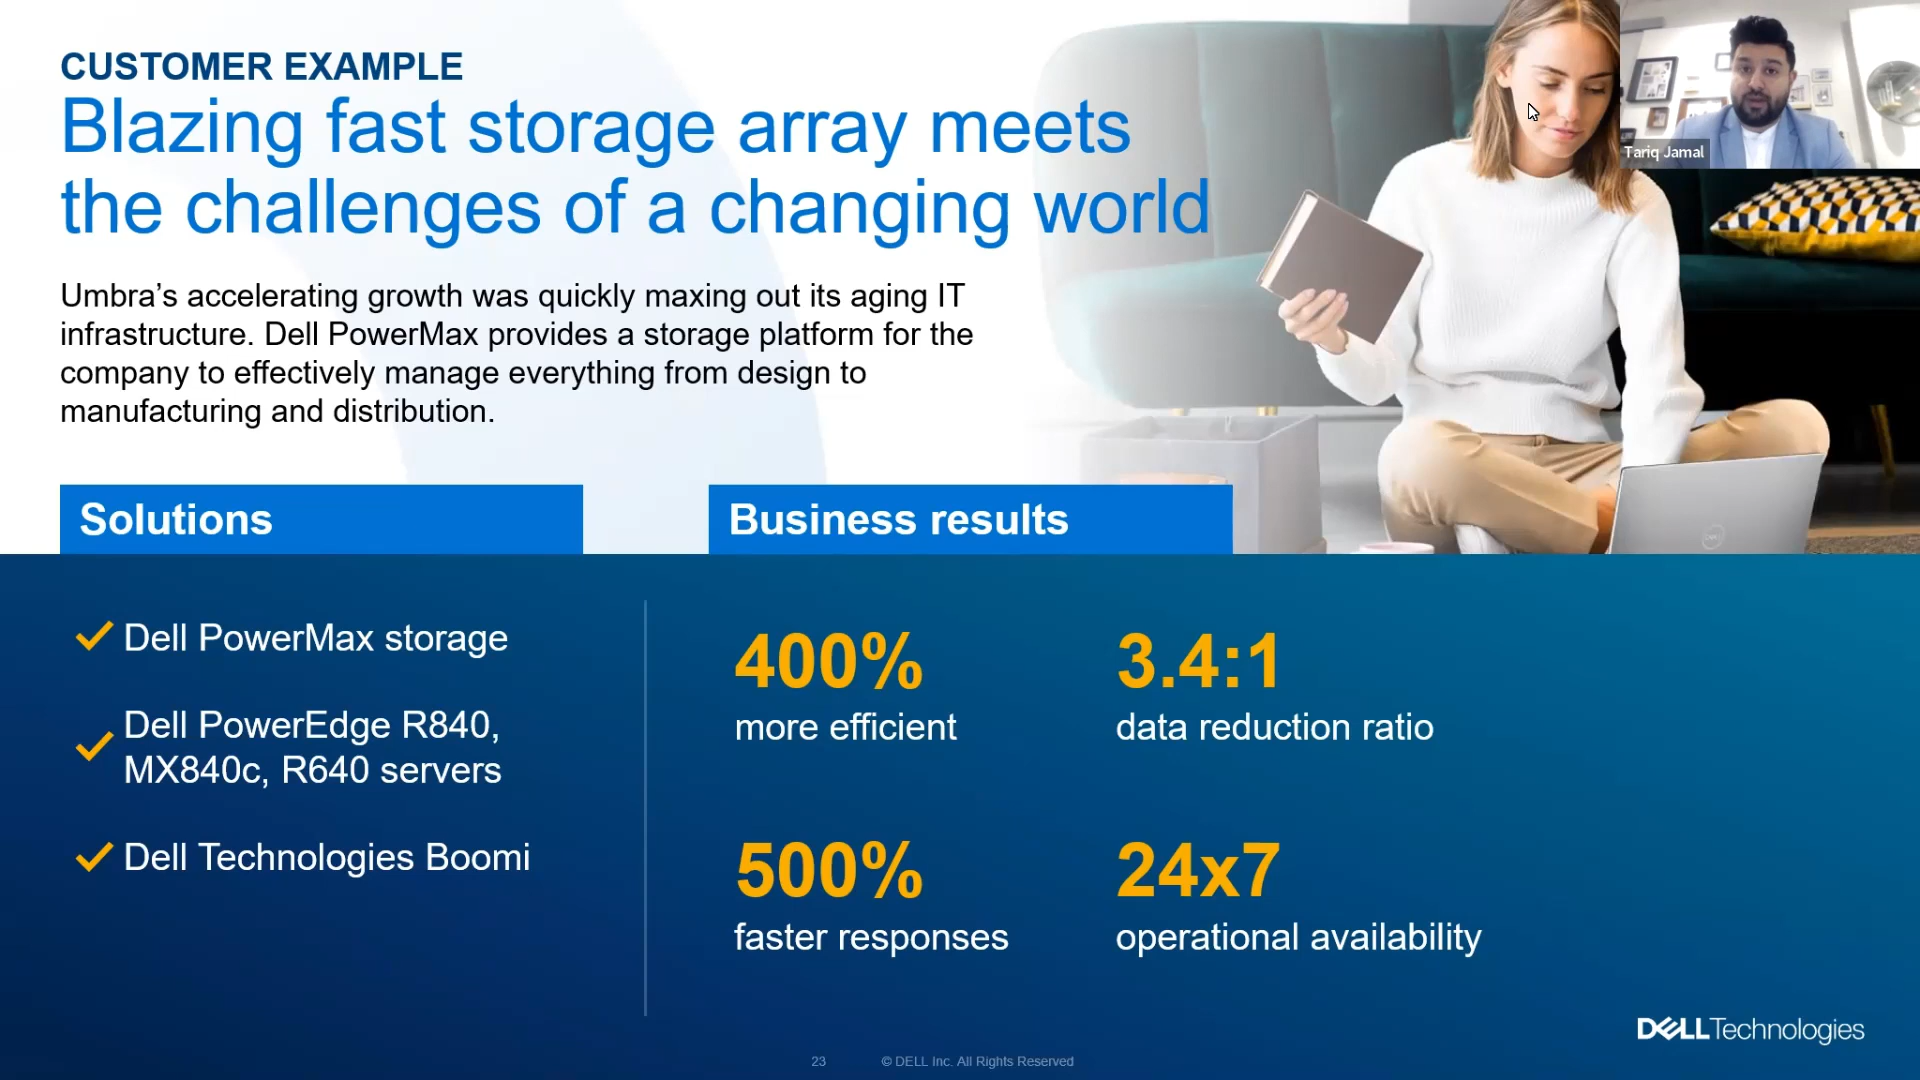 CUSTOMER EXAMPLE
Blazing fast storage array meets
the challenges of a changing world
Tariq Jamal
Umbra’s accelerating growth was quickly maxing out its aging IT
infrastructure. Dell PowerMax provides a storage platform for the
company to effectively manage everything from design to
manufacturing and distribution.
Solutions
Dell PowerMax storage
Dell PowerEdge R840,
MX840c, R640 servers
Dell Technologies Boomi
Business results
400%
more efficient
3.4:1
data reduction ratio
500%
faster responses
24x7
operational availability
DELL Technologies
23
© DELL Inc. All Rights Reserved